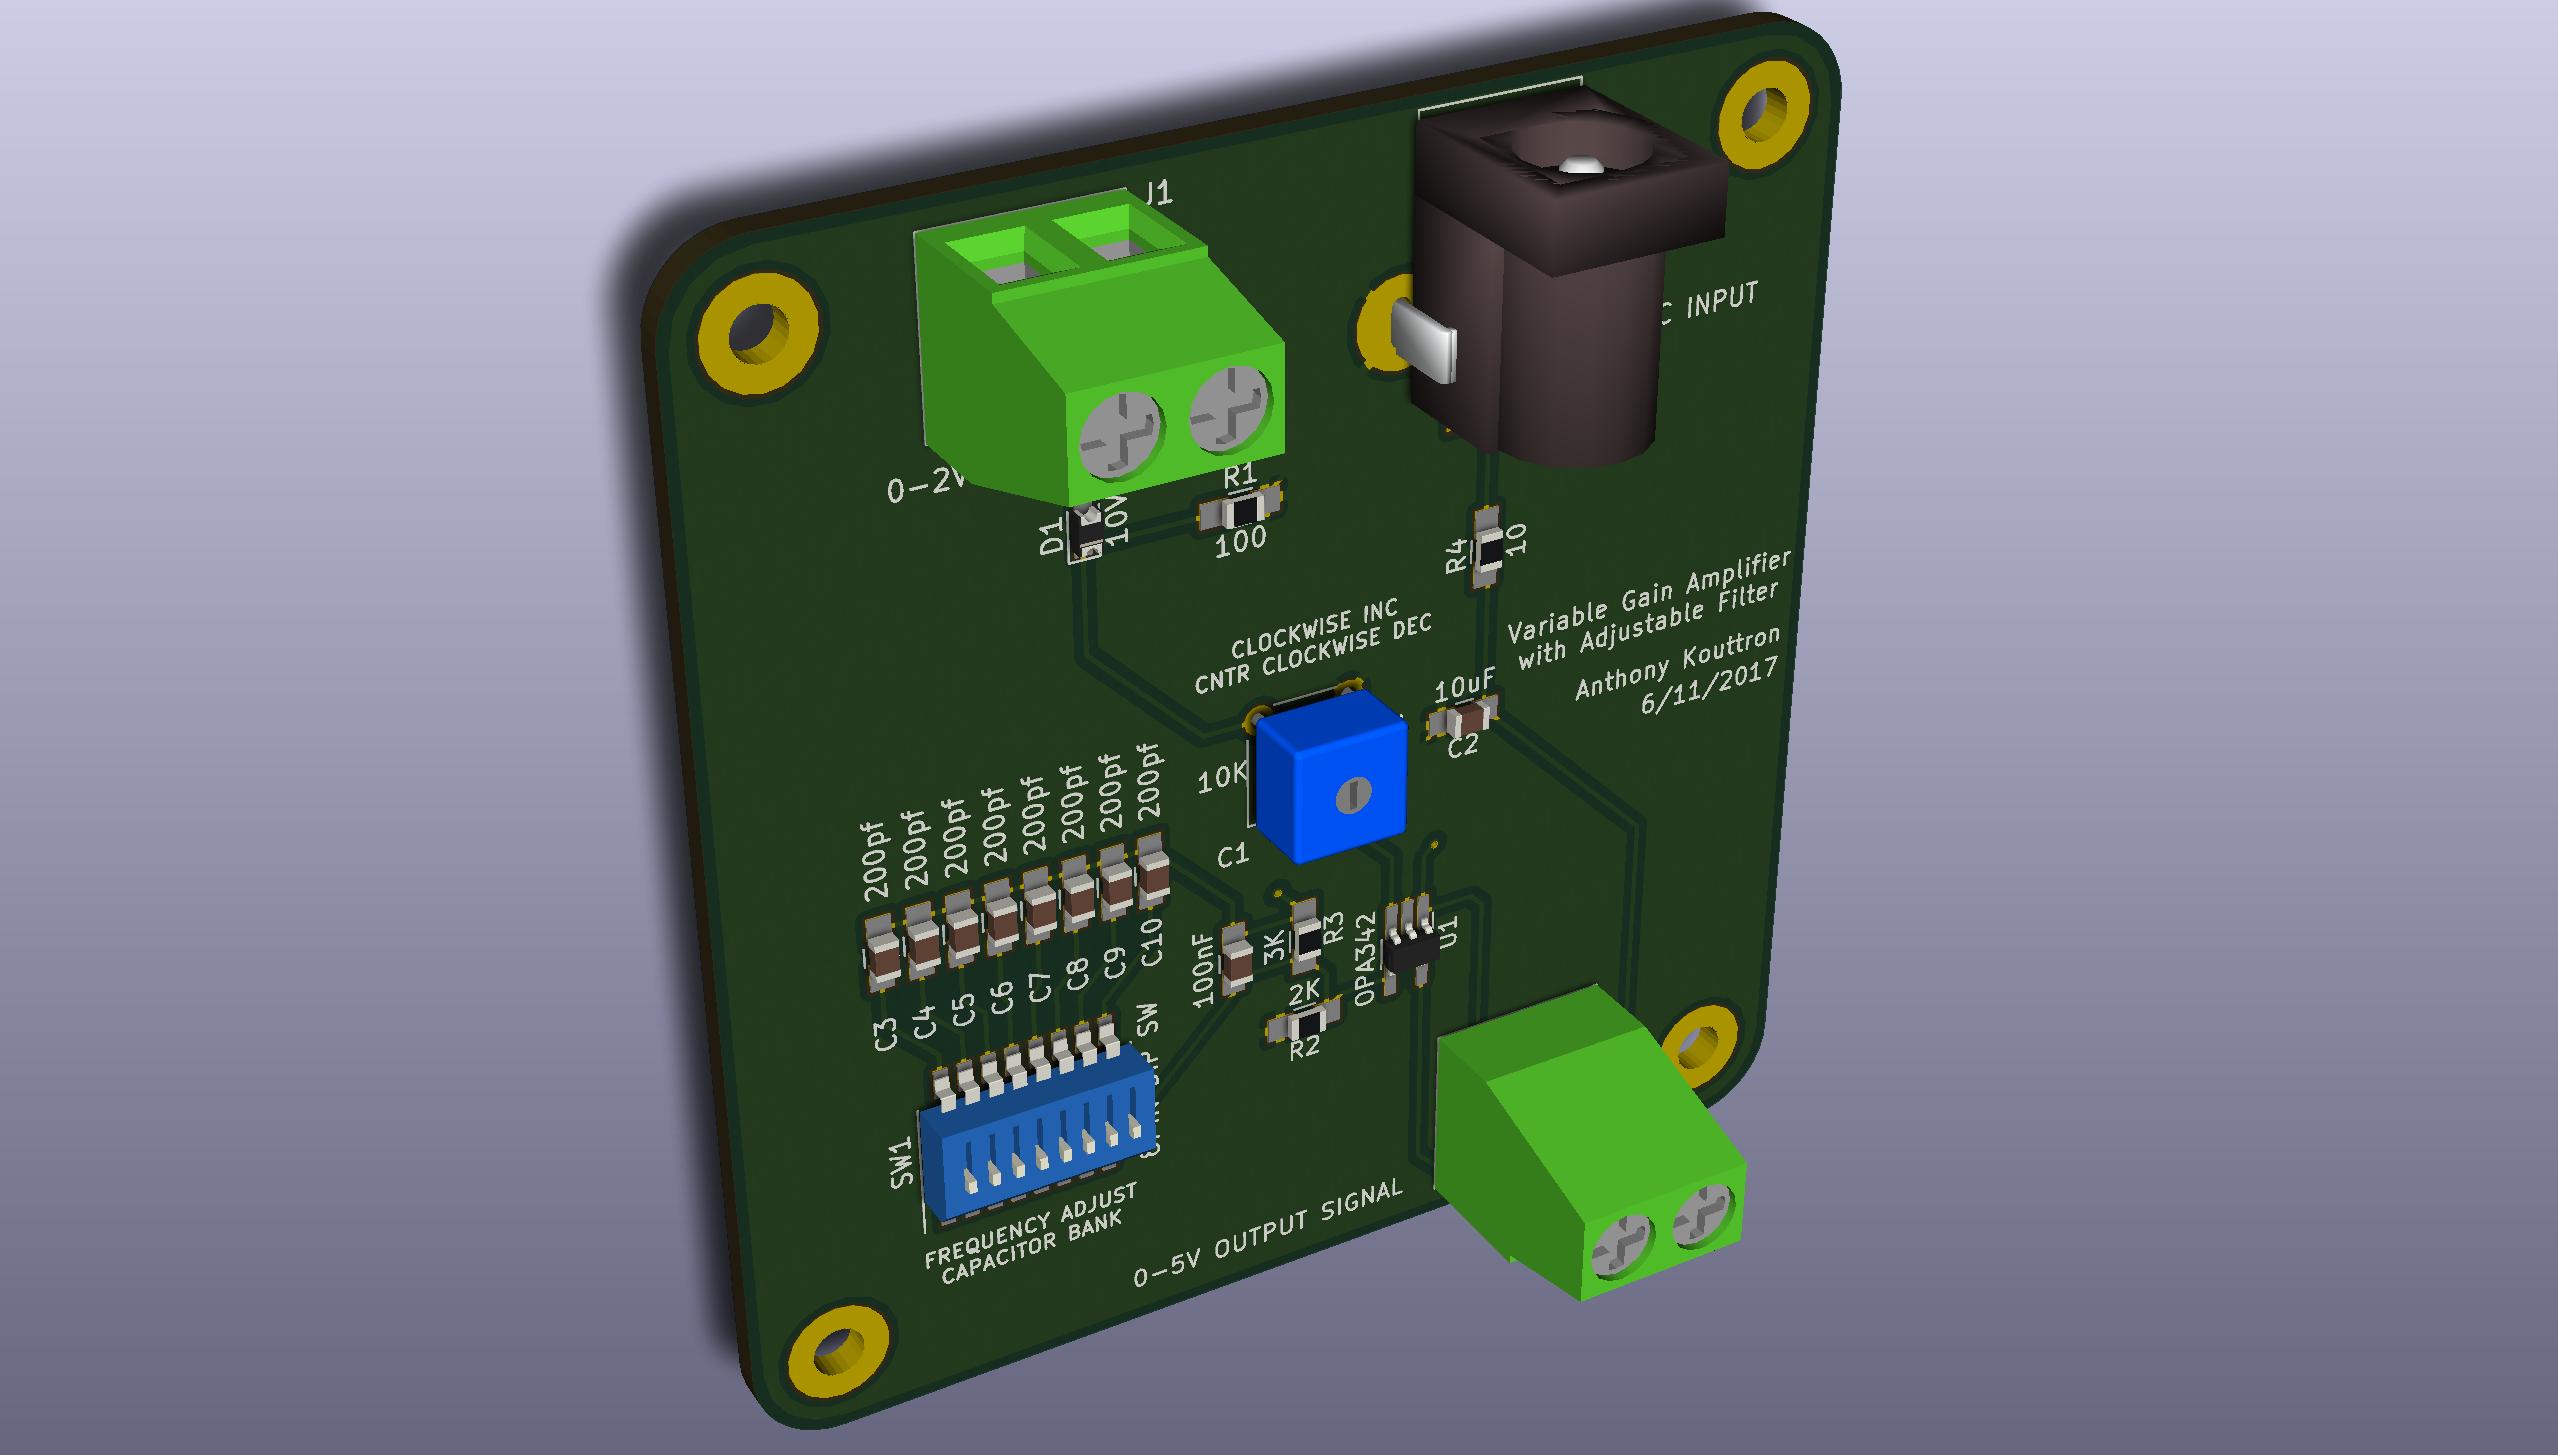 J1
C INPUT
0-2V
R1
D1
10V
100
R4
10
Variable Gain Amplifier
with Adjustable Filter
Anthony Kouttron
6/11/2017
CLOCKWISE INC
CNTR CLOCKWISE DEC
10uF
C2
10K
C1
200pf
200pf
200pf
200pf
200pf
200pf
200pf
200pf
C3
C4
C5
C6
C7
C8
C9
C10
100nF
3K
R3
OPA342
U1
2K
R2
SW
SW1
FREQUENCY ADJUST
CAPACITOR BANK
0-5V OUTPUT SIGNAL